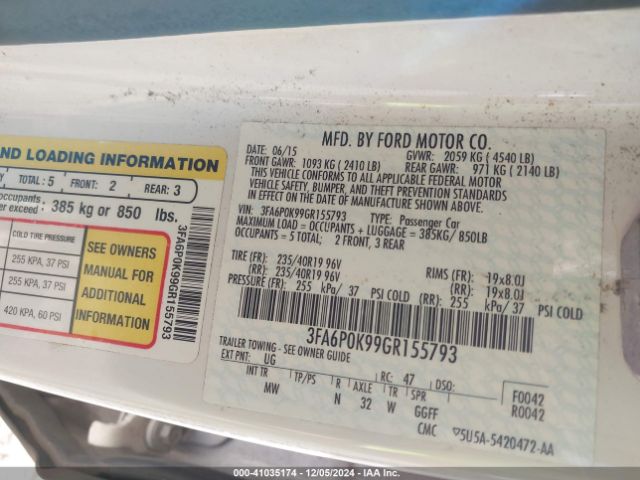 ND LOADING INFORMATION
TOTAL: 5 FRONT: 2 REAR: 3
occupants
er exceed : 385 kg or 850 lbs.
COLD TIRE PRESSURE
255 KPA, 37 PSI
255 KPA, 37 PSI
420 KPA, 60 PSI
SEE OWNERS
MANUAL FOR
ADDITIONAL
INFORMATION
3FA6P0K99GR155793
MFD. BY FORD MOTOR CO.
DATE: 06/15 GVWR: 2059 KG ( 4540 LB)
FRONT GAWR: 1093 KG ( 2410 LB) REAR GAWR: 971 KG ( 2140 LB)
THIS VEHICLE CONFORMS TO ALL APPLICABLE FEDERAL MOTOR
VEHICLE SAFETY, BUMPER, AND THEFT PREVENTION STANDARDS
IN EFFECT ON THE DATE OF MANUFACTURE SHOWN ABOVE.
VIN: 3FA6P0K99GR155793 TYPE: Passenger Car
MAXIMUM LOAD = OCCUPANTS + LUGGAGE = 385KG/ 850LB
OCCUPANTS = 5 TOTAL; 2 FRONT, 3 REAR
TIRE (FR): 235/40R19 96V RIMS (FR): 19x8.0J
(RR): 235/40R19 96V (RR): 19x8.0J
PRESSURE (FR): 255 kPa/ 37 PSI COLD (RR): 255 kPa/ 37 PSI COLD
3FA6P0K99GR155793
TRAILER TOWING - SEE OWNER GUIDE
EXT PNT: UG RC: 47 DSO: F0042
R0042
INT TR TP/PS R AXLE TR SPR
MW N 32 W GGFF
CMC 5U5A-5420472-AA
000-41035174 - 12/05/2024 - IAA Inc.